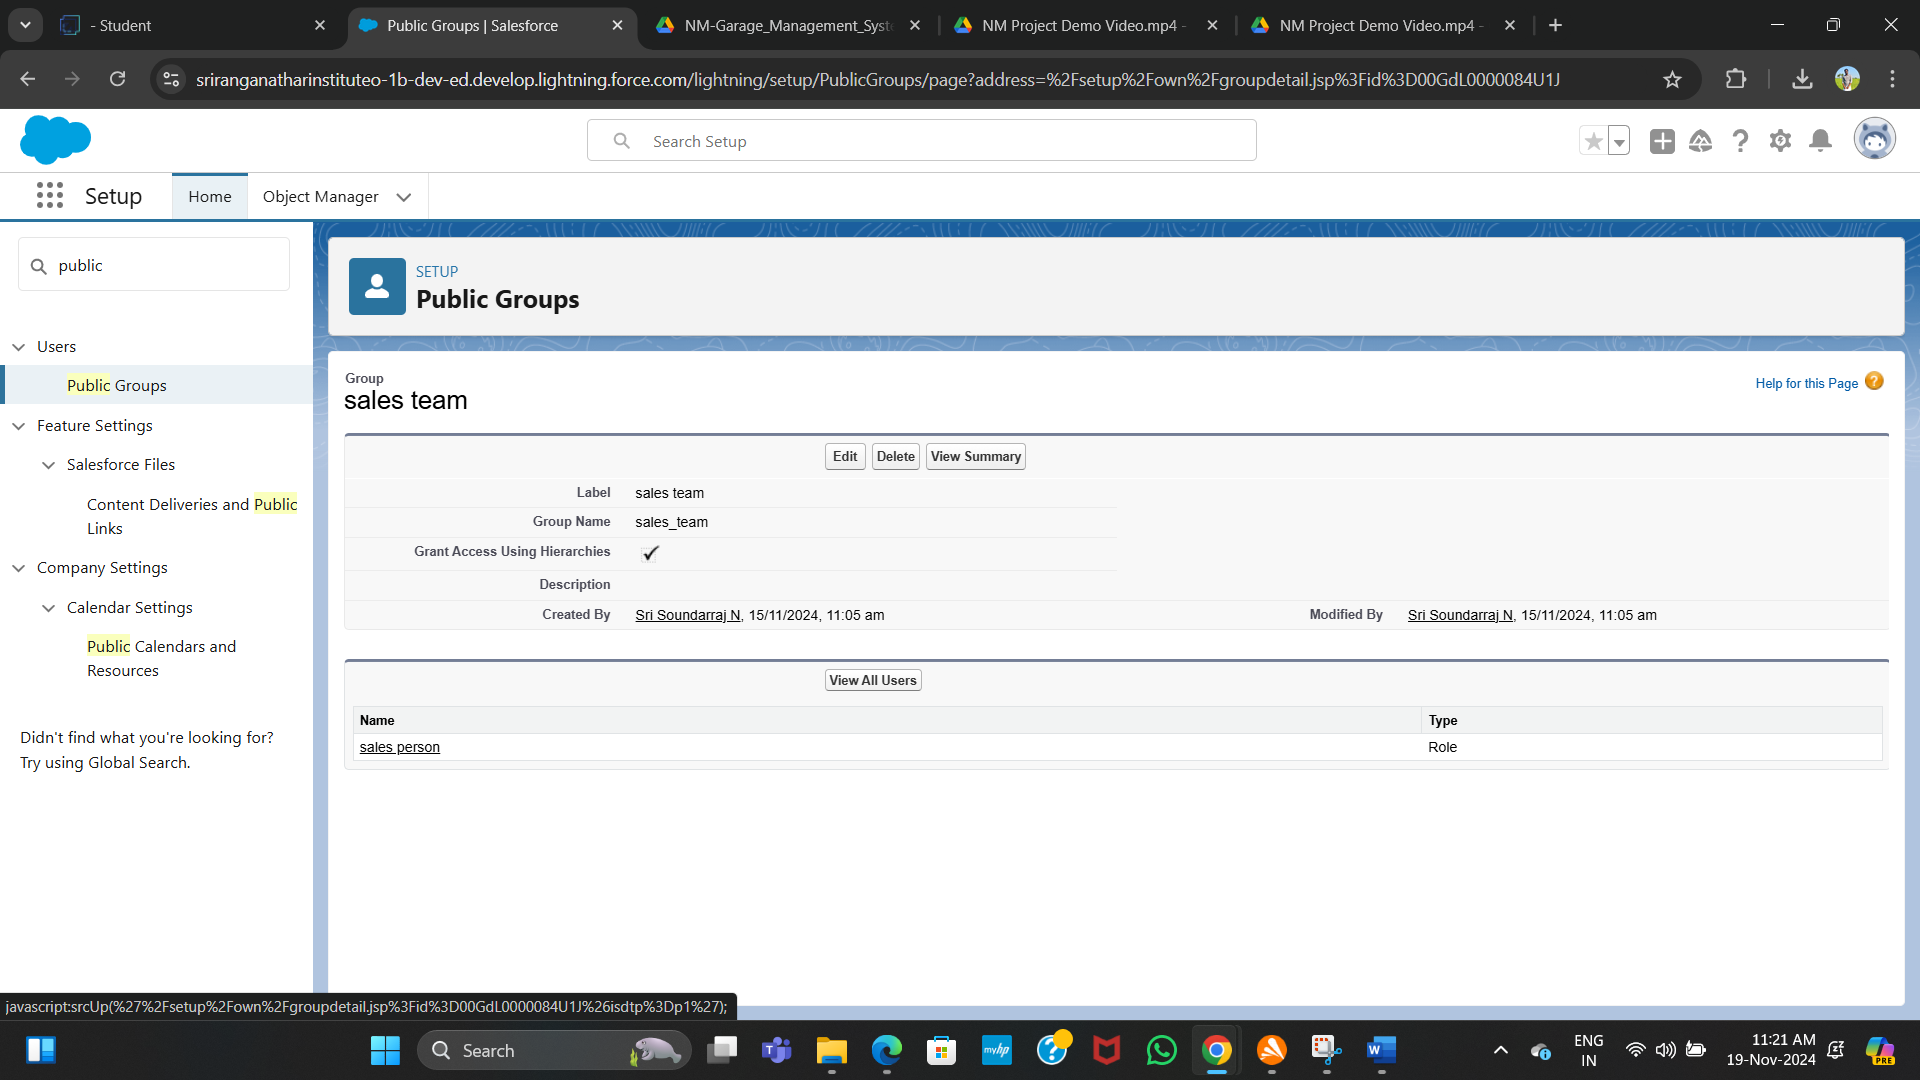 - Student
Public Groups | Salesforce
NM-Garage_Management_Syste
NM Project Demo Video.mp4 -
NM Project Demo Video.mp4 -
sriranganatharinstituteo-1b-dev-ed.develop.lightning.force.com/lightning/setup/PublicGroups/page?address=%2Fsetup%2Fown%2Fgroupdetail.jsp%3Fid%3D00GdL0000084U1J
Search Setup
Setup
Home
Object Manager
public
Users
Public Groups
Feature Settings
Salesforce Files
Content Deliveries and Public
Links
Company Settings
Calendar Settings
Public Calendars and
Resources
Didn't find what you're looking for?
Try using Global Search.
SETUP
Public Groups
Group
sales team
Help for this Page ?
Edit Delete View Summary
Label sales team
Group Name sales_team
Grant Access Using Hierarchies
Description
Created By Sri Soundarraj N, 15/11/2024, 11:05 am Modified By Sri Soundarraj N, 15/11/2024, 11:05 am
View All Users
Name Type
sales person Role
javascript:srcUp(%27%2Fsetup%2Fown%2Fgroupdetail.jsp%3Fid%3D00GdL0000084U1J%26isdtp%3Dp1%27);
Search
myhp
PRE
ENG
IN
11:21 AM
19-Nov-2024